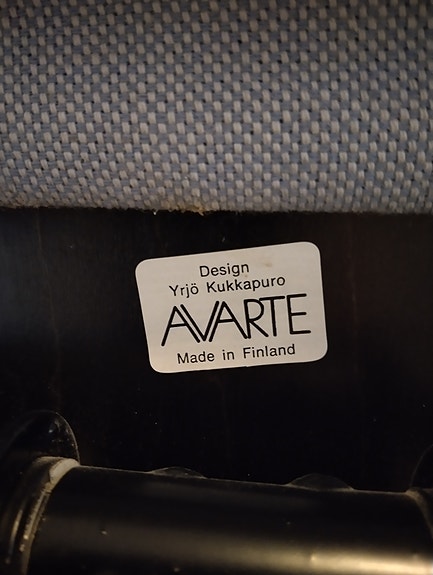 Design
Yrjö Kukkapuro
AVARTE
Made in Finland